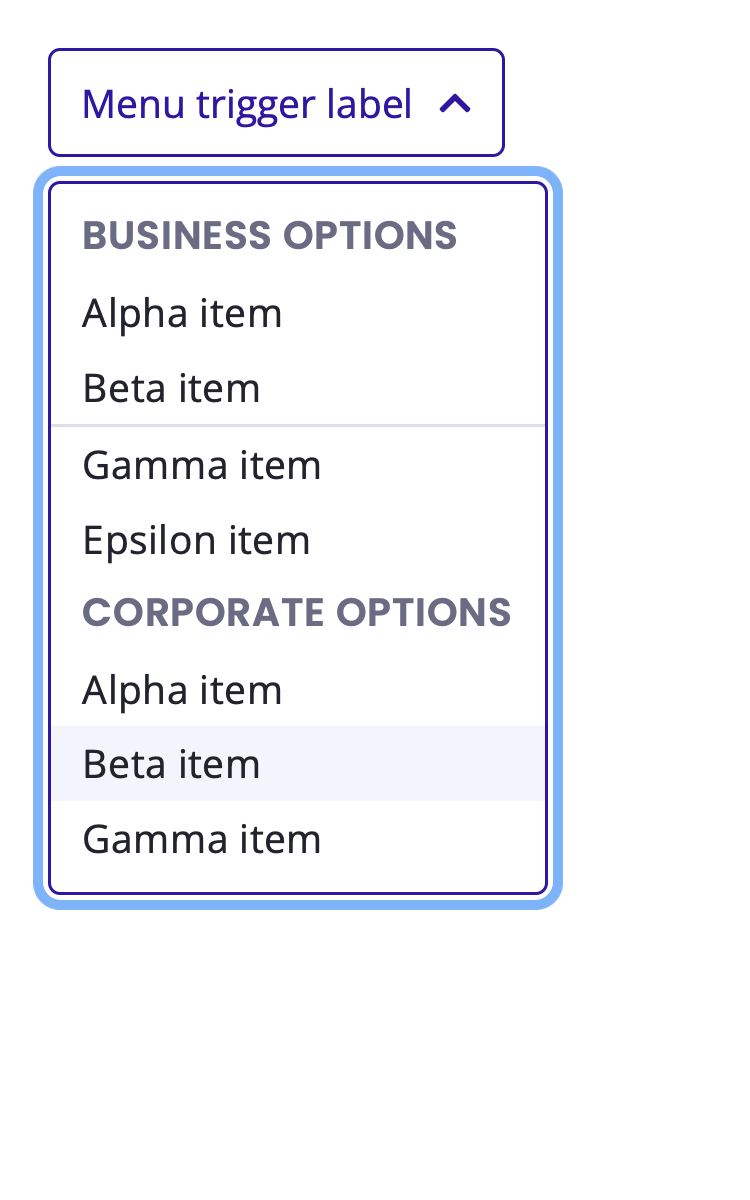 Menu trigger label
BUSINESS OPTIONS
Alpha item
Beta item
Gamma item
Epsilon item
CORPORATE OPTIONS
Alpha item
Beta item
Gamma item